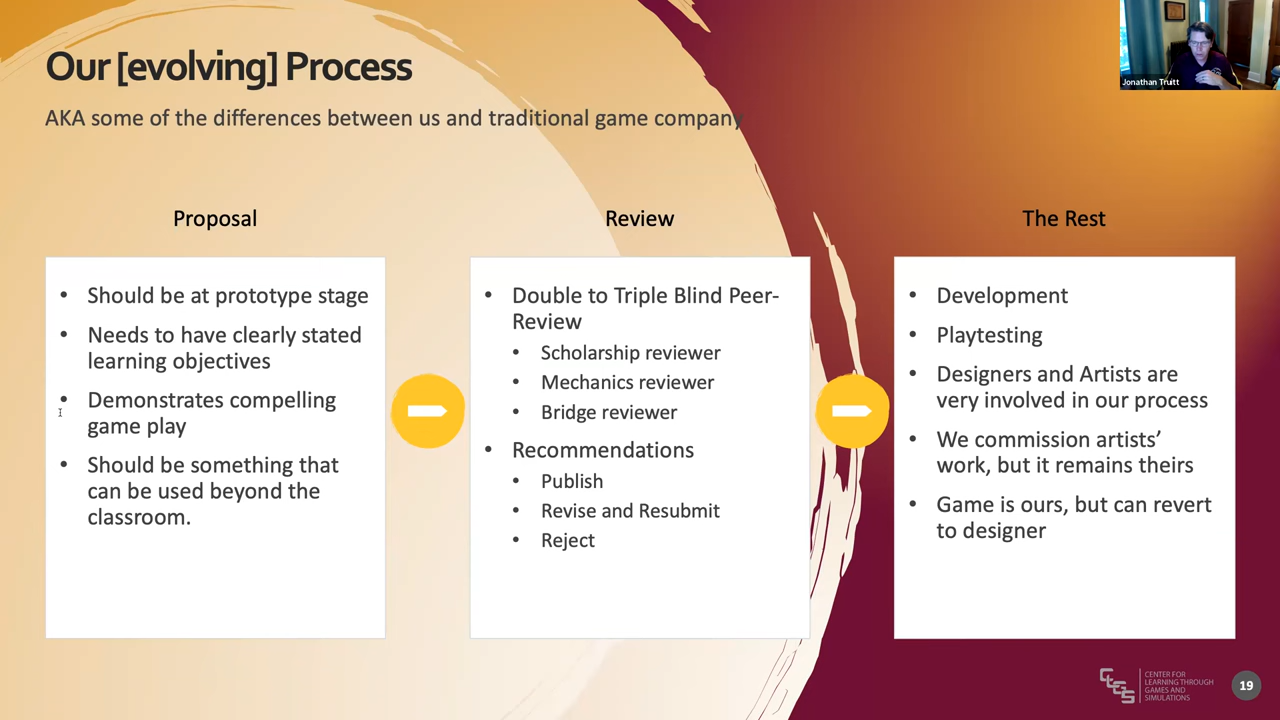 Our [evolving] Process
AKA some of the differences between us and traditional game company
Jonathan Truitt
Proposal
• Should be at prototype stage
• Needs to have clearly stated
learning objectives
• Demonstrates compelling
game play
• Should be something that
can be used beyond the
classroom.
Review
• Double to Triple Blind Peer-
Review
• Scholarship reviewer
• Mechanics reviewer
• Bridge reviewer
• Recommendations
• Publish
• Revise and Resubmit
• Reject
The Rest
• Development
• Playtesting
• Designers and Artists are
very involved in our process
• We commission artists’
work, but it remains theirs
• Game is ours, but can revert
to designer
CLGS
CENTER FOR
LEARNING THROUGH
GAMES AND
SIMULATIONS
19